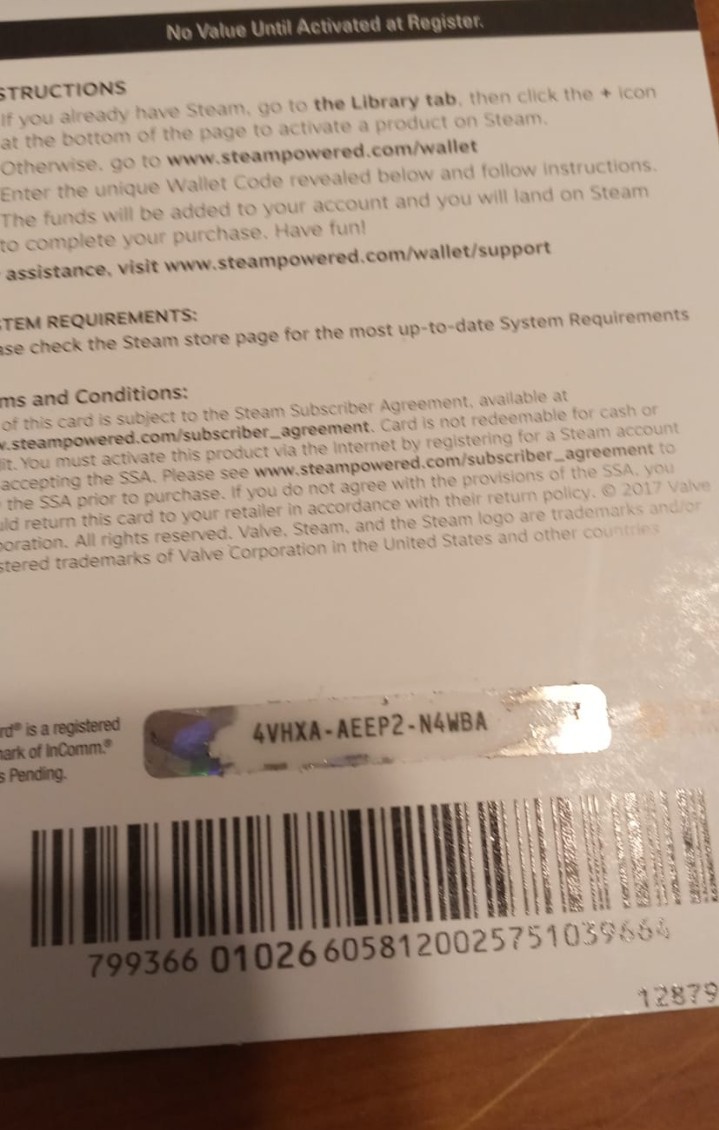 No Value Until Activated at Register.
STRUCTIONS
If you already have Steam, go to the Library tab, then click the + icon
at the bottom of the page to activate a product on Steam.
Otherwise, go to www.steampowered.com/wallet
Enter the unique Wallet Code revealed below and follow instructions.
The funds will be added to your account and you will land on Steam
to complete your purchase. Have fun!
assistance, visit www.steampowered.com/wallet/support
TEM REQUIREMENTS:
ase check the Steam store page for the most up-to-date System Requirements
ms and Conditions:
of this card is subject to the Steam Subscriber Agreement, available at
w.steampowered.com/subscriber_agreement. Card is not redeemable for cash or
it. You must activate this product via the Internet by registering for a Steam account
accepting the SSA. Please see www.steampowered.com/subscriber_agreement to
the SSA prior to purchase. If you do not agree with the provisions of the SSA, you
uld return this card to your retailer in accordance with their return policy. © 2017 Valve
poration. All rights reserved. Valve, Steam, and the Steam logo are trademarks and/or
stered trademarks of Valve Corporation in the United States and other countries
rd® is a registered
mark of InComm.®
s Pending.
4VHXA-AEEP2-N4WBA
799366 01026 6058120025751039664
12879